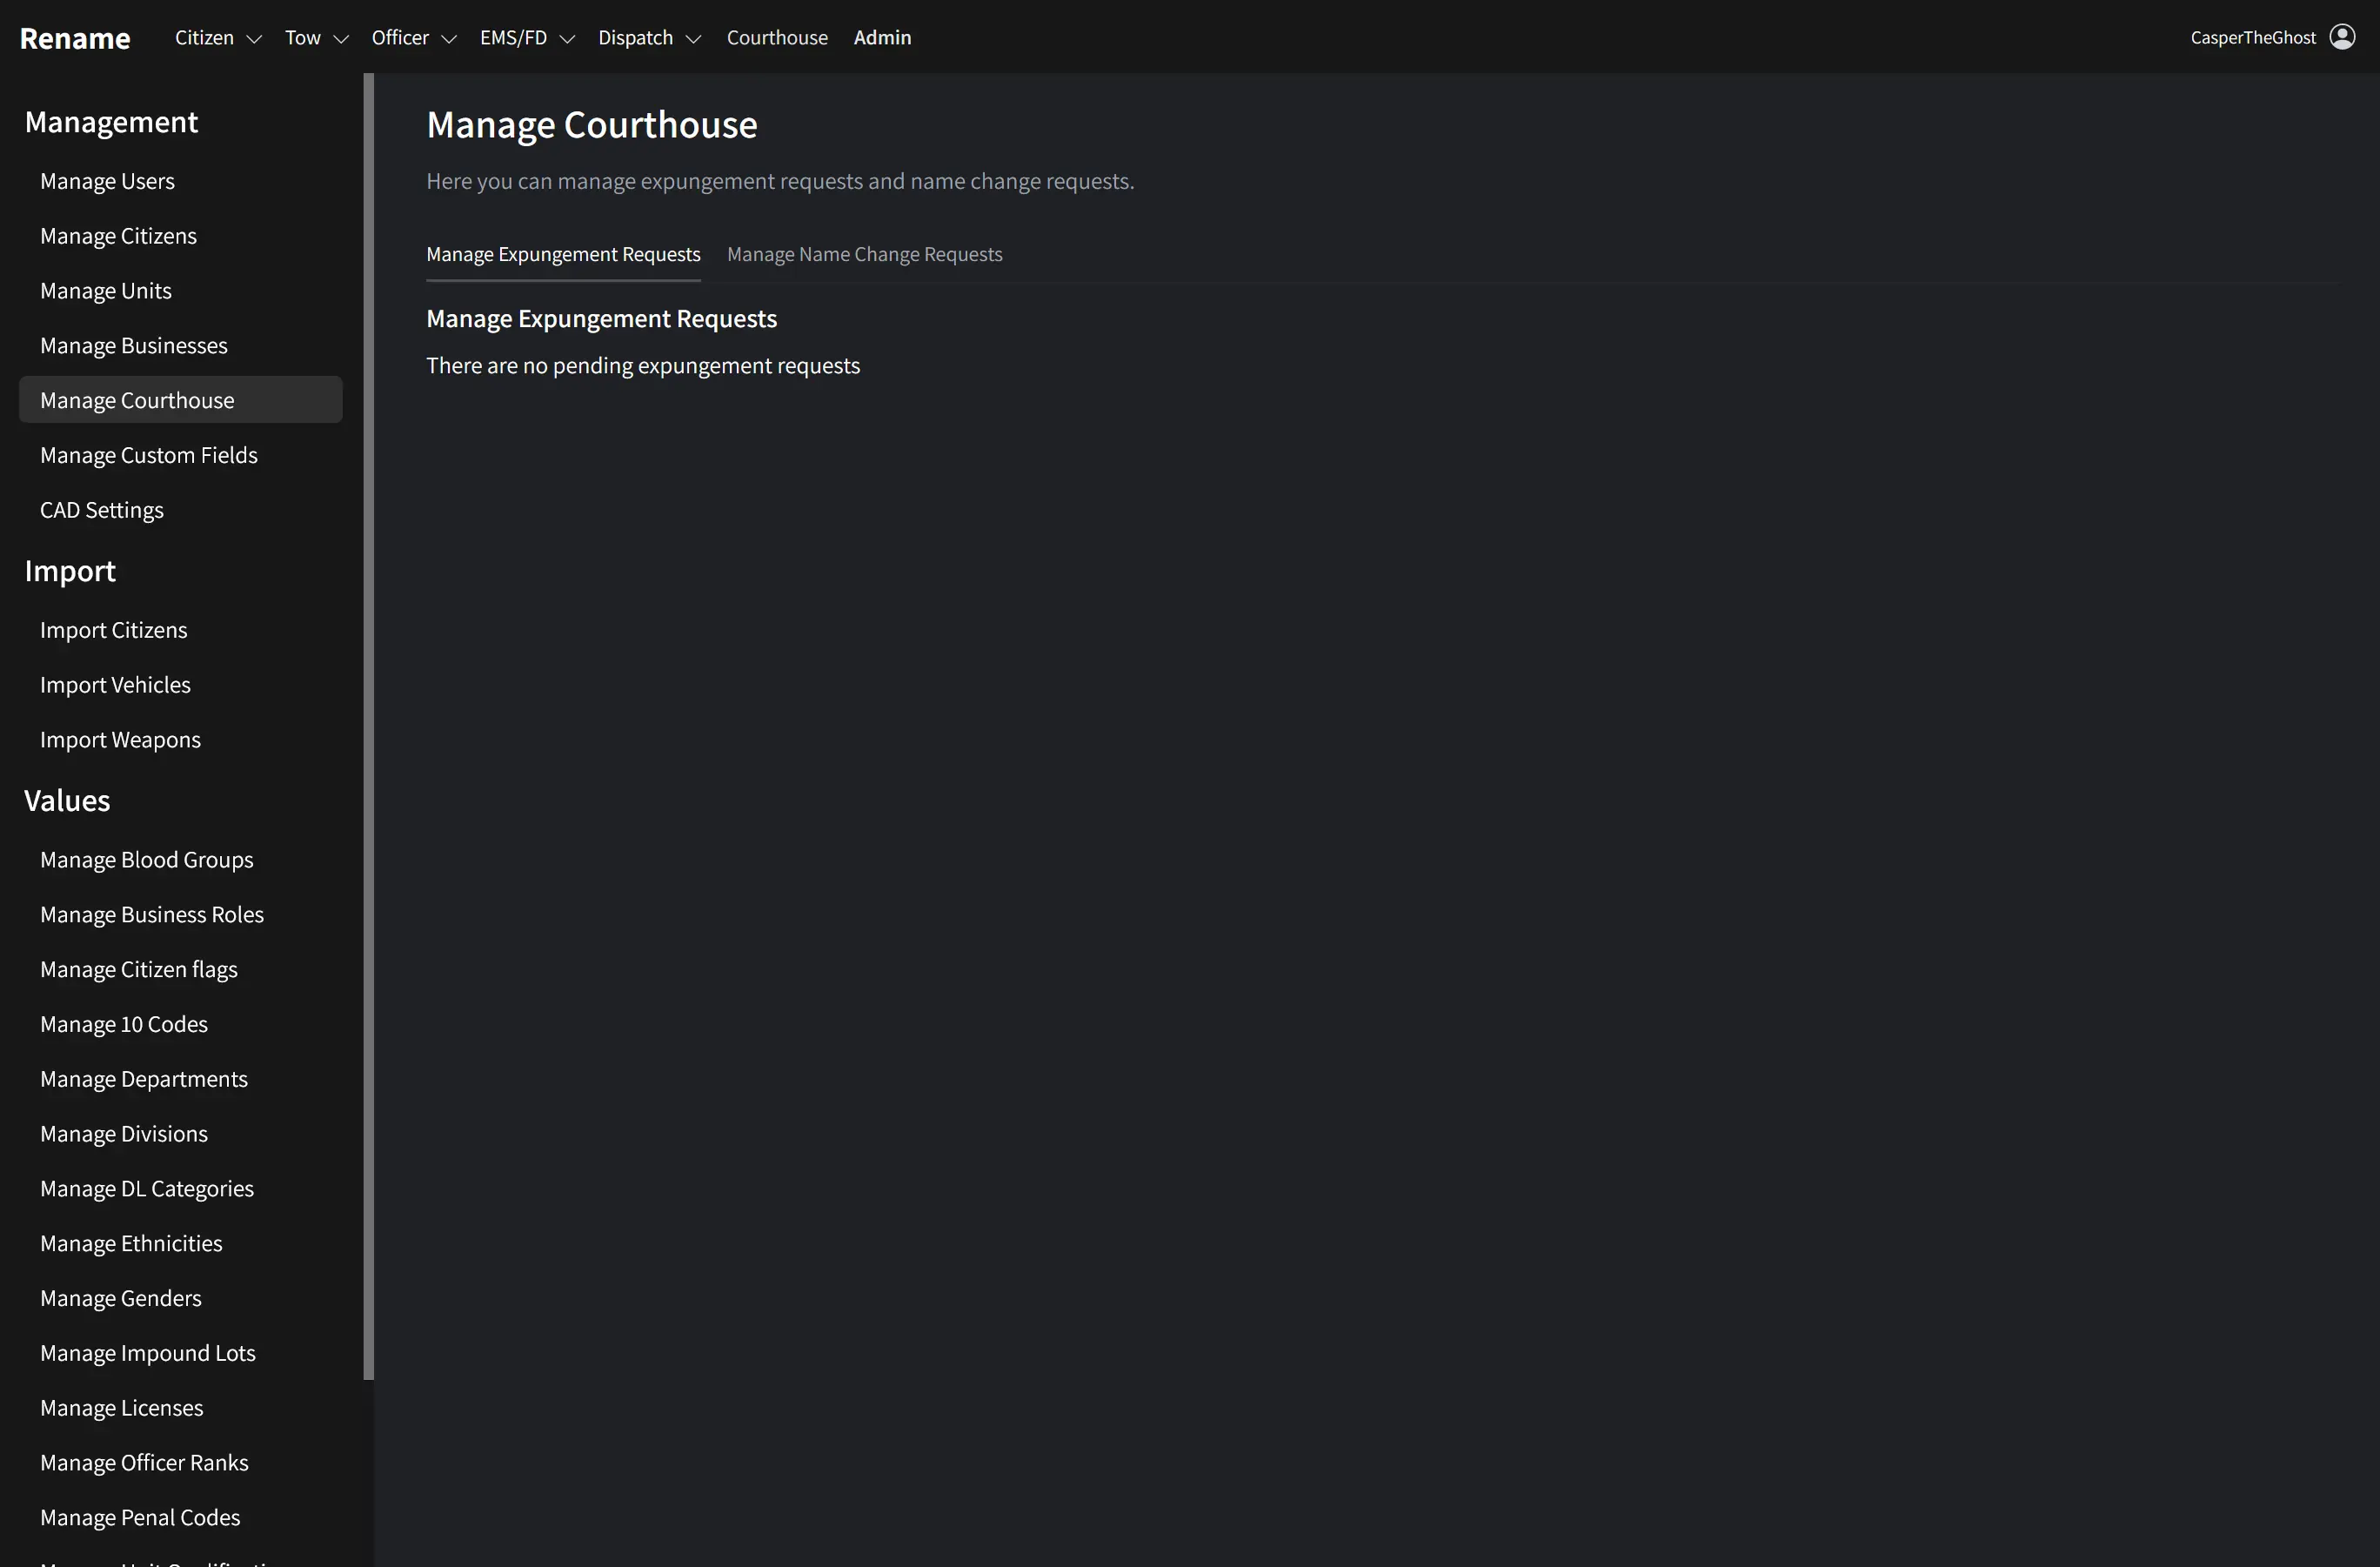 Rename
Citizen
Tow
Officer
EMS/FD
Dispatch
Courthouse
Admin
CasperTheGhost
Management
Manage Users
Manage Citizens
Manage Units
Manage Businesses
Manage Courthouse
Manage Custom Fields
CAD Settings
Import
Import Citizens
Import Vehicles
Import Weapons
Values
Manage Blood Groups
Manage Business Roles
Manage Citizen flags
Manage 10 Codes
Manage Departments
Manage Divisions
Manage DL Categories
Manage Ethnicities
Manage Genders
Manage Impound Lots
Manage Licenses
Manage Officer Ranks
Manage Penal Codes
Manage Courthouse
Here you can manage expungement requests and name change requests.
Manage Expungement Requests
Manage Name Change Requests
Manage Expungement Requests
There are no pending expungement requests